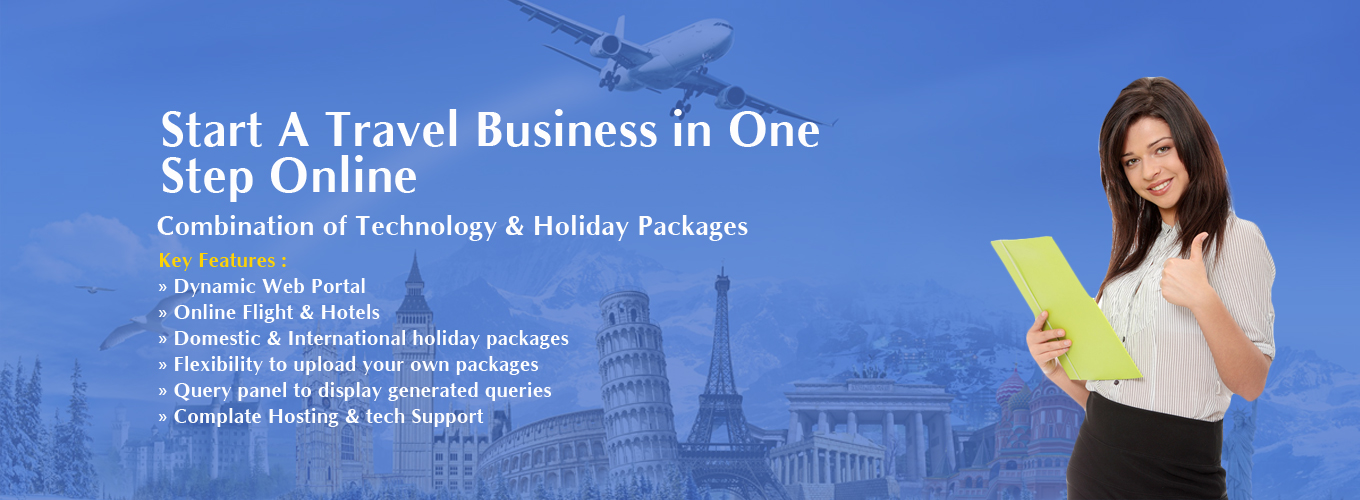 Start A Travel Business in One
Step Online
Combination of Technology & Holiday Packages
Key Features :
» Dynamic Web Portal
» Online Flight & Hotels
» Domestic & International holiday packages
» Flexibility to upload your own packages
» Query panel to display generated queries
» Complate Hosting & tech Support